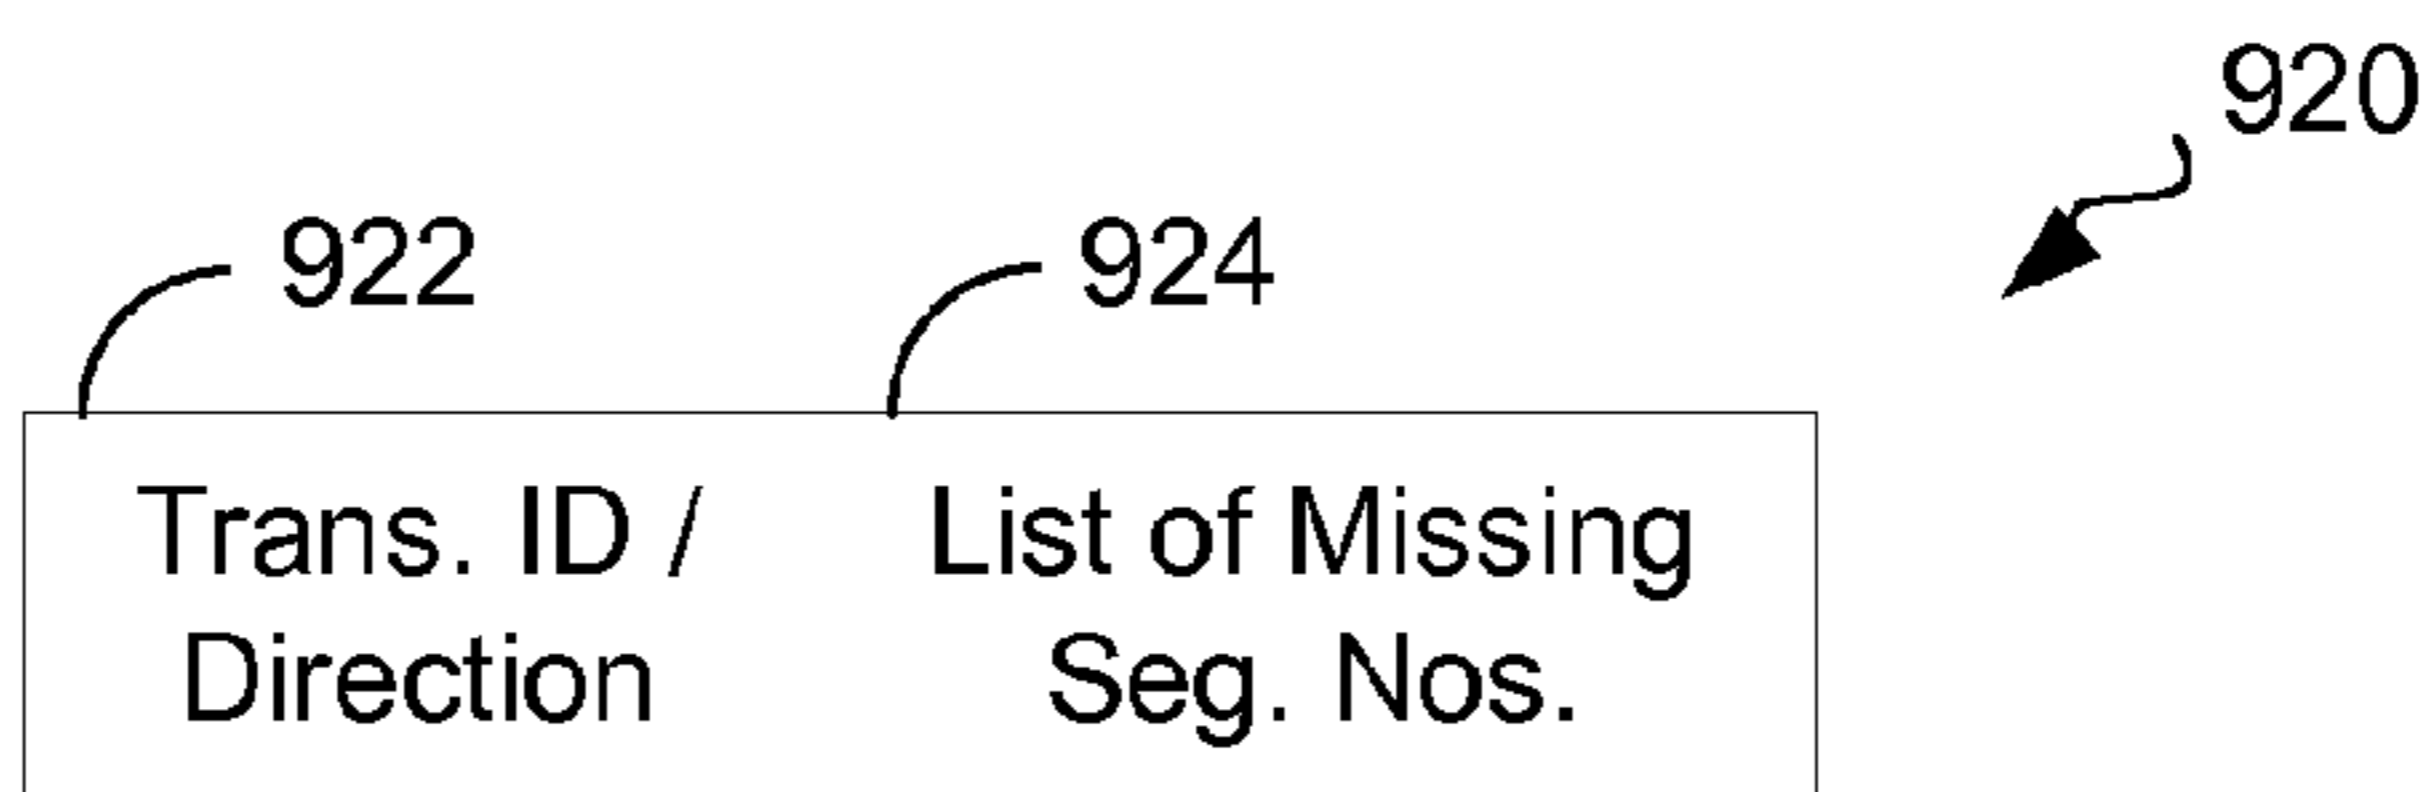 920
922
924
Trans. ID /
Direction
List of Missing
Seg. Nos.